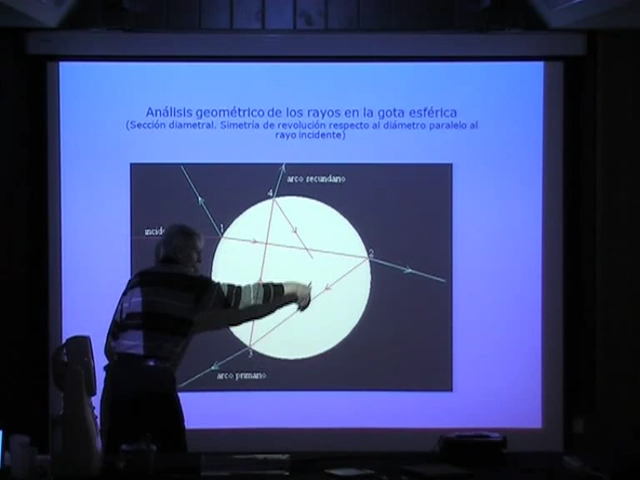 Análisis geométrico de los rayos en la gota esférica
(Sección diametral. Simetría de revolución respecto al diámetro paralelo al
rayo incidente)
arco secundario
4
1
2
3
arco primario